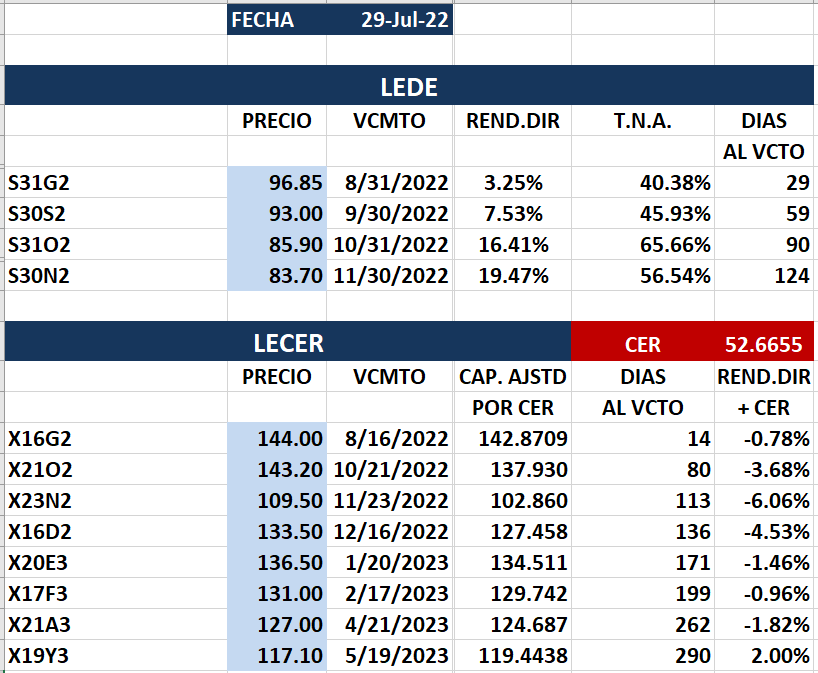 FECHA 29-Jul-22
LEDE
PRECIO VCMTO REND.DIR T.N.A. DIAS
AL VCTO
S31G2 96.85 8/31/2022 3.25% 40.38% 29
S30S2 93.00 9/30/2022 7.53% 45.93% 59
S31O2 85.90 10/31/2022 16.41% 65.66% 90
S30N2 83.70 11/30/2022 19.47% 56.54% 124
LECER CER 52.6655
PRECIO VCMTO CAP. AJSTD DIAS REND.DIR
POR CER AL VCTO + CER
X16G2 144.00 8/16/2022 142.8709 14 -0.78%
X21O2 143.20 10/21/2022 137.930 80 -3.68%
X23N2 109.50 11/23/2022 102.860 113 -6.06%
X16D2 133.50 12/16/2022 127.458 136 -4.53%
X20E3 136.50 1/20/2023 134.511 171 -1.46%
X17F3 131.00 2/17/2023 129.742 199 -0.96%
X21A3 127.00 4/21/2023 124.687 262 -1.82%
X19Y3 117.10 5/19/2023 119.4438 290 2.00%